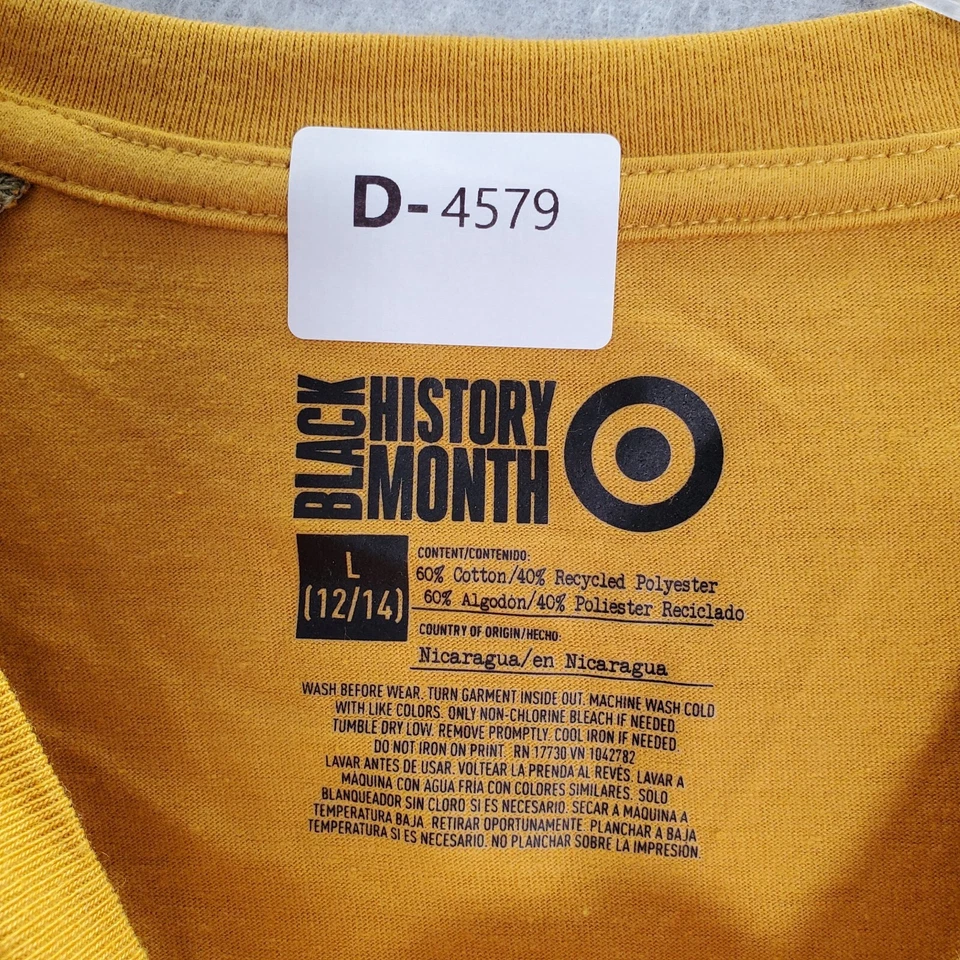 D-4579
BLACK
HISTORY
MONTH
L
(12/14)
CONTENT/CONTENIDO:
60% Cotton/40% Recycled Polyester
60% Algodón/40% Poliester Reciclado
COUNTRY OF ORIGIN/HECHO:
Nicaragua/en Nicaragua
WASH BEFORE WEAR. TURN GARMENT INSIDE OUT. MACHINE WASH COLD
WITH LIKE COLORS. ONLY NON-CHLORINE BLEACH IF NEEDED.
TUMBLE DRY LOW. REMOVE PROMPTLY. COOL IRON IF NEEDED.
DO NOT IRON ON PRINT. RN 17730 VN 1042782
LAVAR ANTES DE USAR. VOLTEAR LA PRENDA AL REVÉS. LAVAR A
MÁQUINA CON AGUA FRÍA CON COLORES SIMILARES. SOLO
BLANQUEADOR SIN CLORO SI ES NECESARIO. SECAR A MÁQUINA A
TEMPERATURA BAJA. RETIRAR OPORTUNAMENTE. PLANCHAR A BAJA
TEMPERATURA SI ES NECESARIO. NO PLANCHAR SOBRE LA IMPRESIÓN.